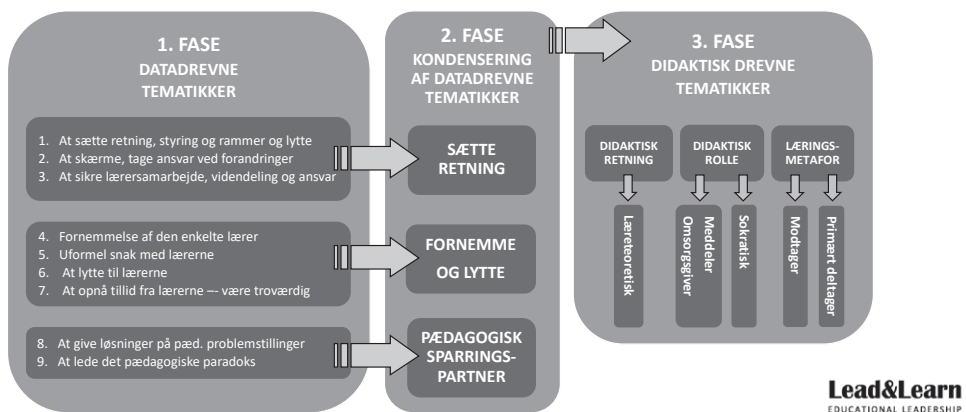 1. FASE
DATADREVNE
TEMATIKKER
1. At sætte retning, styring og rammer og lytte
2. At skærme, tage ansvar ved forandringer
3. At sikre lærersamarbejde, videndeling og ansvar
4. Fornemmelse af den enkelte lærer
5. Uformel snak med lærerne
6. At lytte til lærerne
7. At opnå tillid fra lærerne –- være troværdig
8. At give løsninger på pæd. problemstillinger
9. At lede det pædagogiske paradoks
2. FASE
KONDENSERING
AF DATADREVNE
TEMATIKKER
SÆTTE
RETNING
FORNEMME
OG LYTTE
PÆDAGOGISK
SPARRINGS-
PARTNER
3. FASE
DIDAKTISK DREVNE
TEMATIKKER
DIDAKTISK
RETNING
DIDAKTISK
ROLLE
LÆRINGS-
METAFOR
Læreteoretisk
Meddeler
Omsorgsgiver
Sokratisk
Modtager
Primært deltager
Lead&Learn
EDUCATIONAL LEADERSHIP